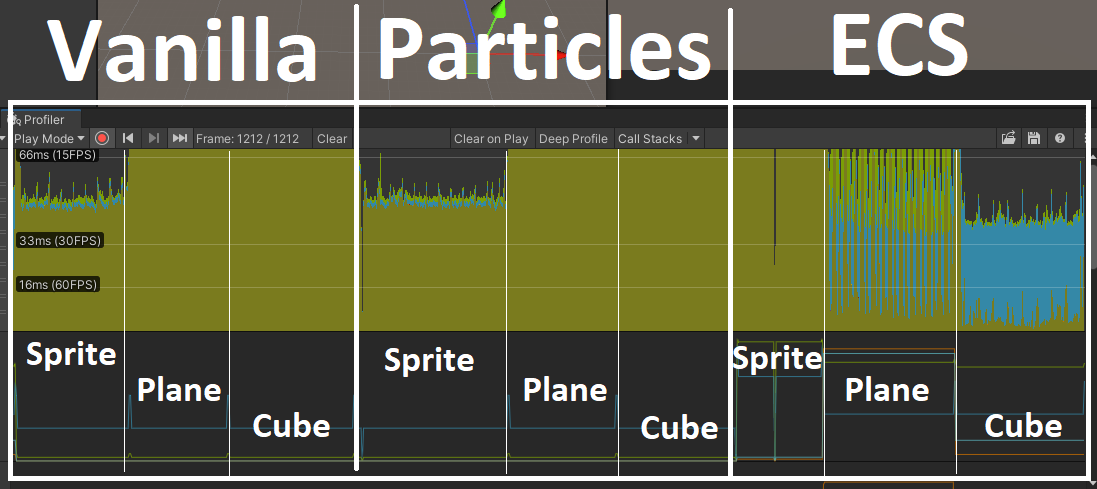 Vanilla Particles ECS
Profiler
Play Mode Frame: 1212 / 1212 Clear Clear on Play Deep Profile Call Stacks
66ms (15FPS)
33ms (30FPS)
16ms (60FPS)
Sprite Sprite Sprite
Plane Plane Plane
Cube Cube Cube